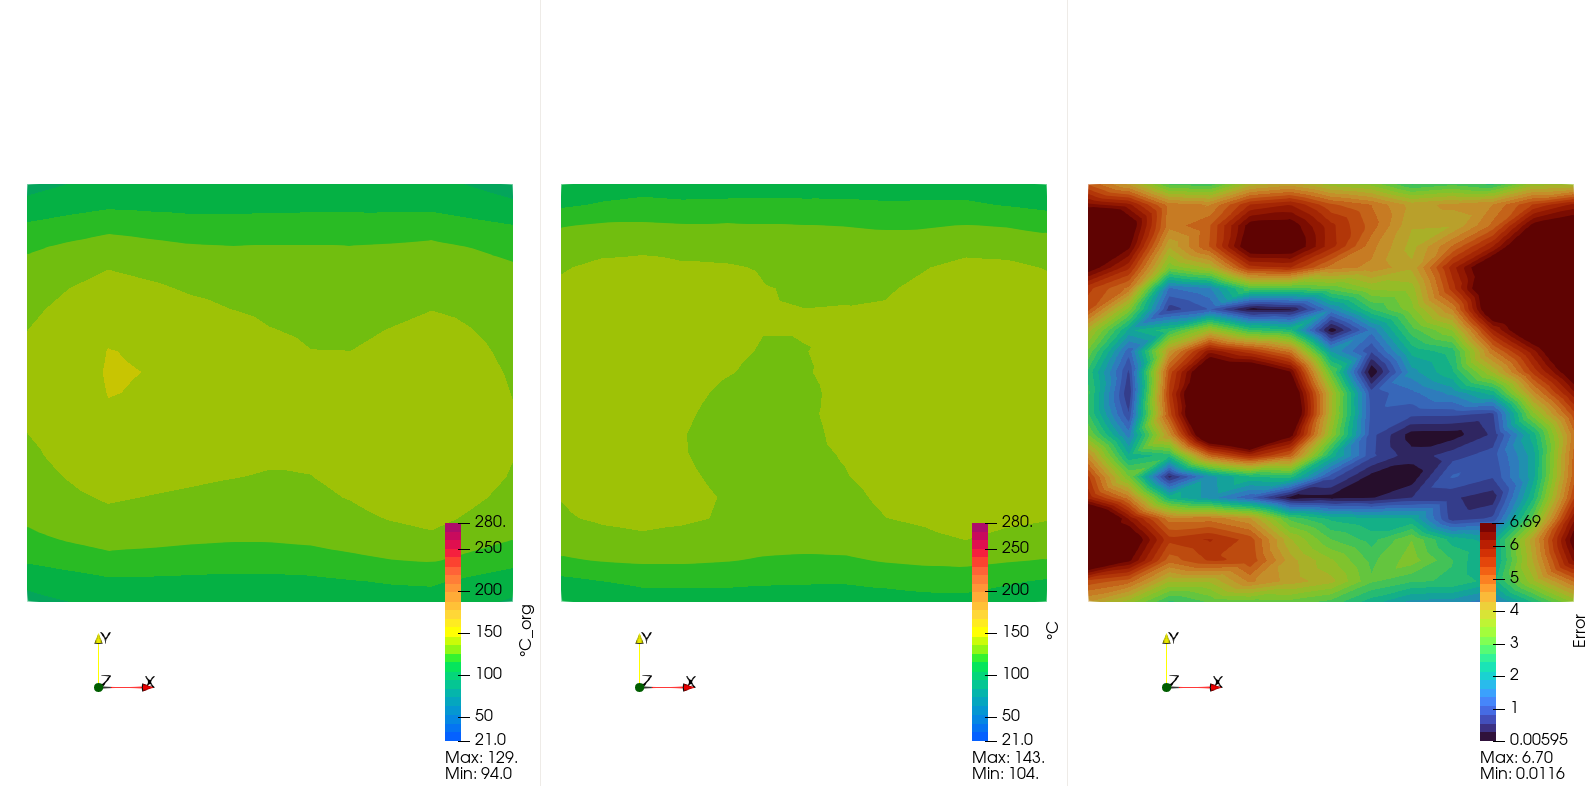 280.
250
200
150
100
50
21.0
°C_org
Max: 129.
Min: 94.0
Y
Z
X
280.
250
200
150
100
50
21.0
°C
Max: 143.
Min: 104.
Y
Z
X
6.69
6
5
4
3
2
1
0.00595
Error
Max: 6.70
Min: 0.0116
Y
Z
X